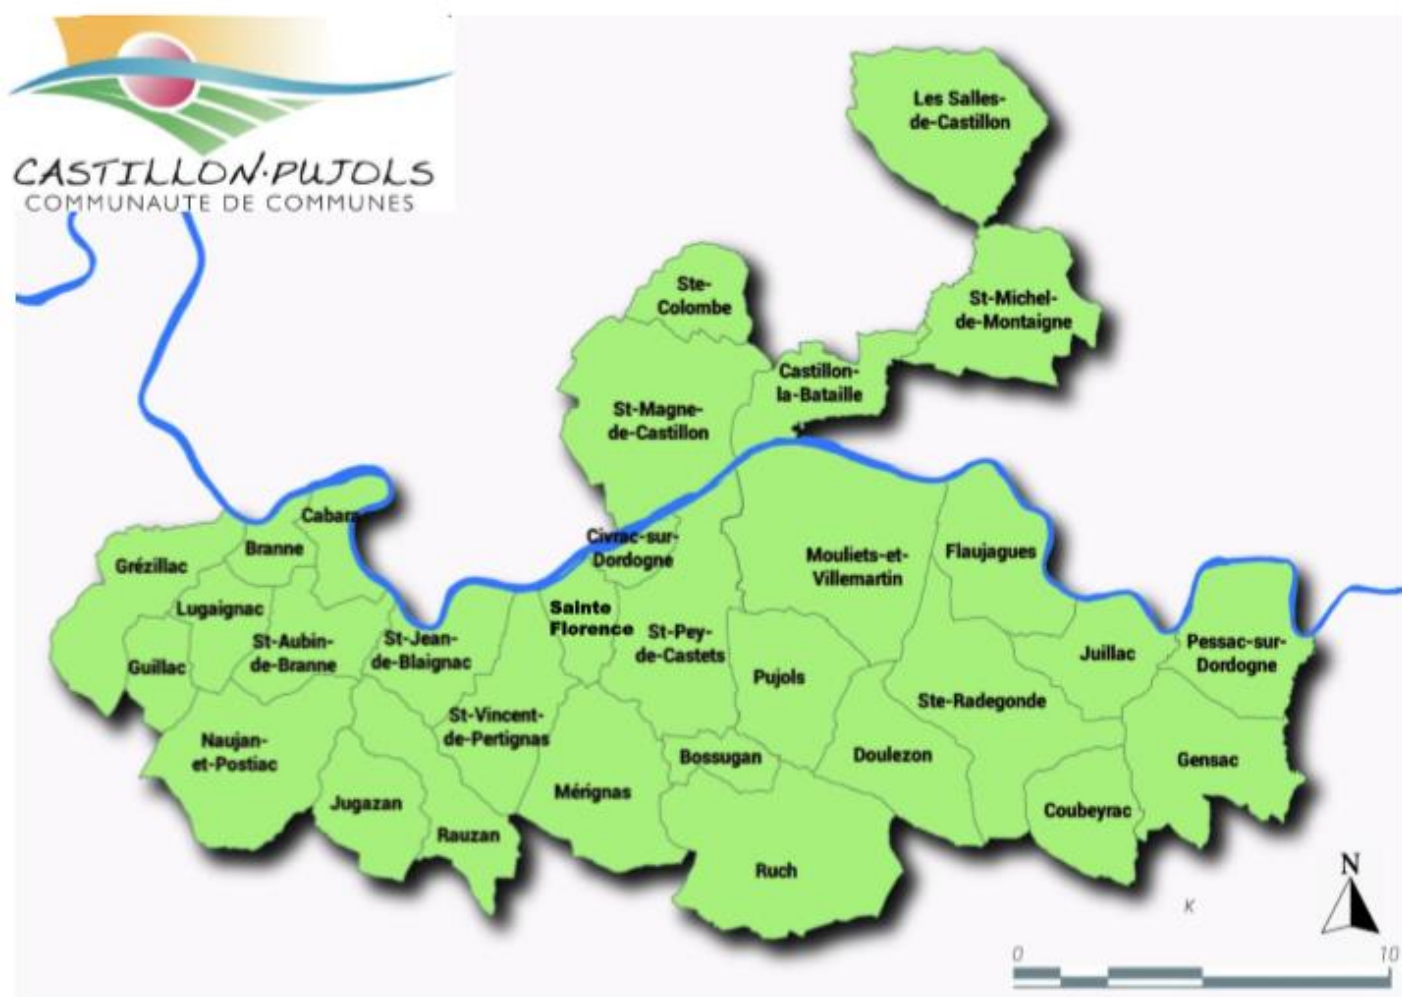 CASTILLON·PUJOLS
COMMUNAUTE DE COMMUNES
Les Salles-
de-Castillon
Ste-
Colombe
St-Michel-
de-Montaigne
Castillon-
la-Bataille
St-Magne-
de-Castillon
Cabara
Branne
Grézillac
Civrac-sur-
Dordogne
Mouliets-et-
Villemartin
Flaujagues
Lugaignac
Sainte
Florence
St-Aubin-
de-Branne
St-Jean-
de-Blaignac
St-Pey-
de-Castets
Guillac
Pujols
Juillac
Pessac-sur-
Dordogne
Ste-Radegonde
St-Vincent-
de-Pertignas
Naujan-
et-Postiac
Bossugan
Doulezon
Gensac
Jugazan
Mérignas
Coubeyrac
Rauzan
Ruch
N
K
0
10